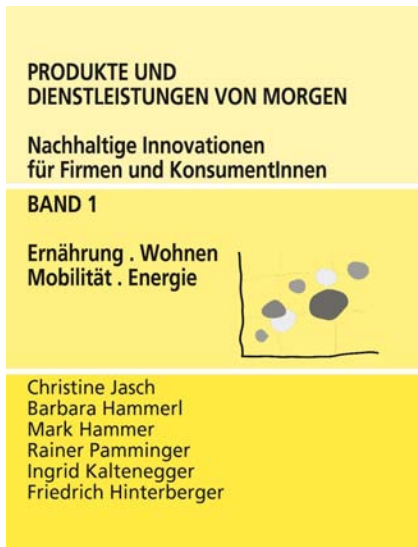 PRODUKTE UND
DIENSTLEISTUNGEN VON MORGEN
Nachhaltige Innovationen
für Firmen und KonsumentInnen
BAND 1
Ernährung . Wohnen
Mobilität . Energie
Christine Jasch
Barbara Hammerl
Mark Hammer
Rainer Pamminger
Ingrid Kaltenegger
Friedrich Hinterberger